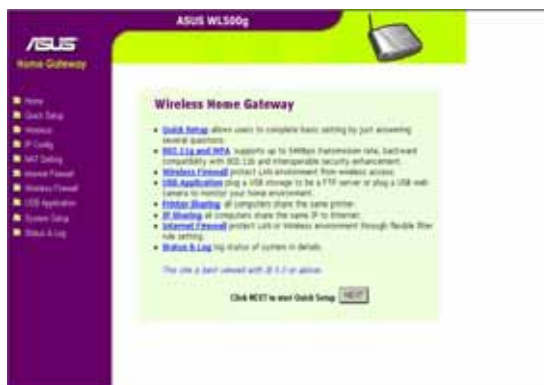 ASUS WL500g
ASUS
Home Gateway
Home
Quick Setup
Wireless
IP Config
NAT Setting
Internet Firewall
Wireless Firewall
USB Application
System Setup
Status & Log
Wireless Home Gateway
Quick Setup allows users to complete basic setting by just answering
several questions.
802.11g and WPA supports up to 54Mbps transmission rate, backward
compatibility with 802.11b and interoperable security enhancement.
Wireless Firewall protect LAN environment from wireless access.
USB Application plug a USB storage to be a FTP server or plug a USB web
camera to monitor your home environment.
Printer Sharing all computers share the same printer.
IP Sharing all computers share the same IP to Ethernet.
Internet Firewall protect LAN or Wireless environment through flexible filter
rule setting.
Status & Log log status of system in details.
This site is best viewed with IE 5.0 or above.
Click NEXT to start Quick Setup NEXT